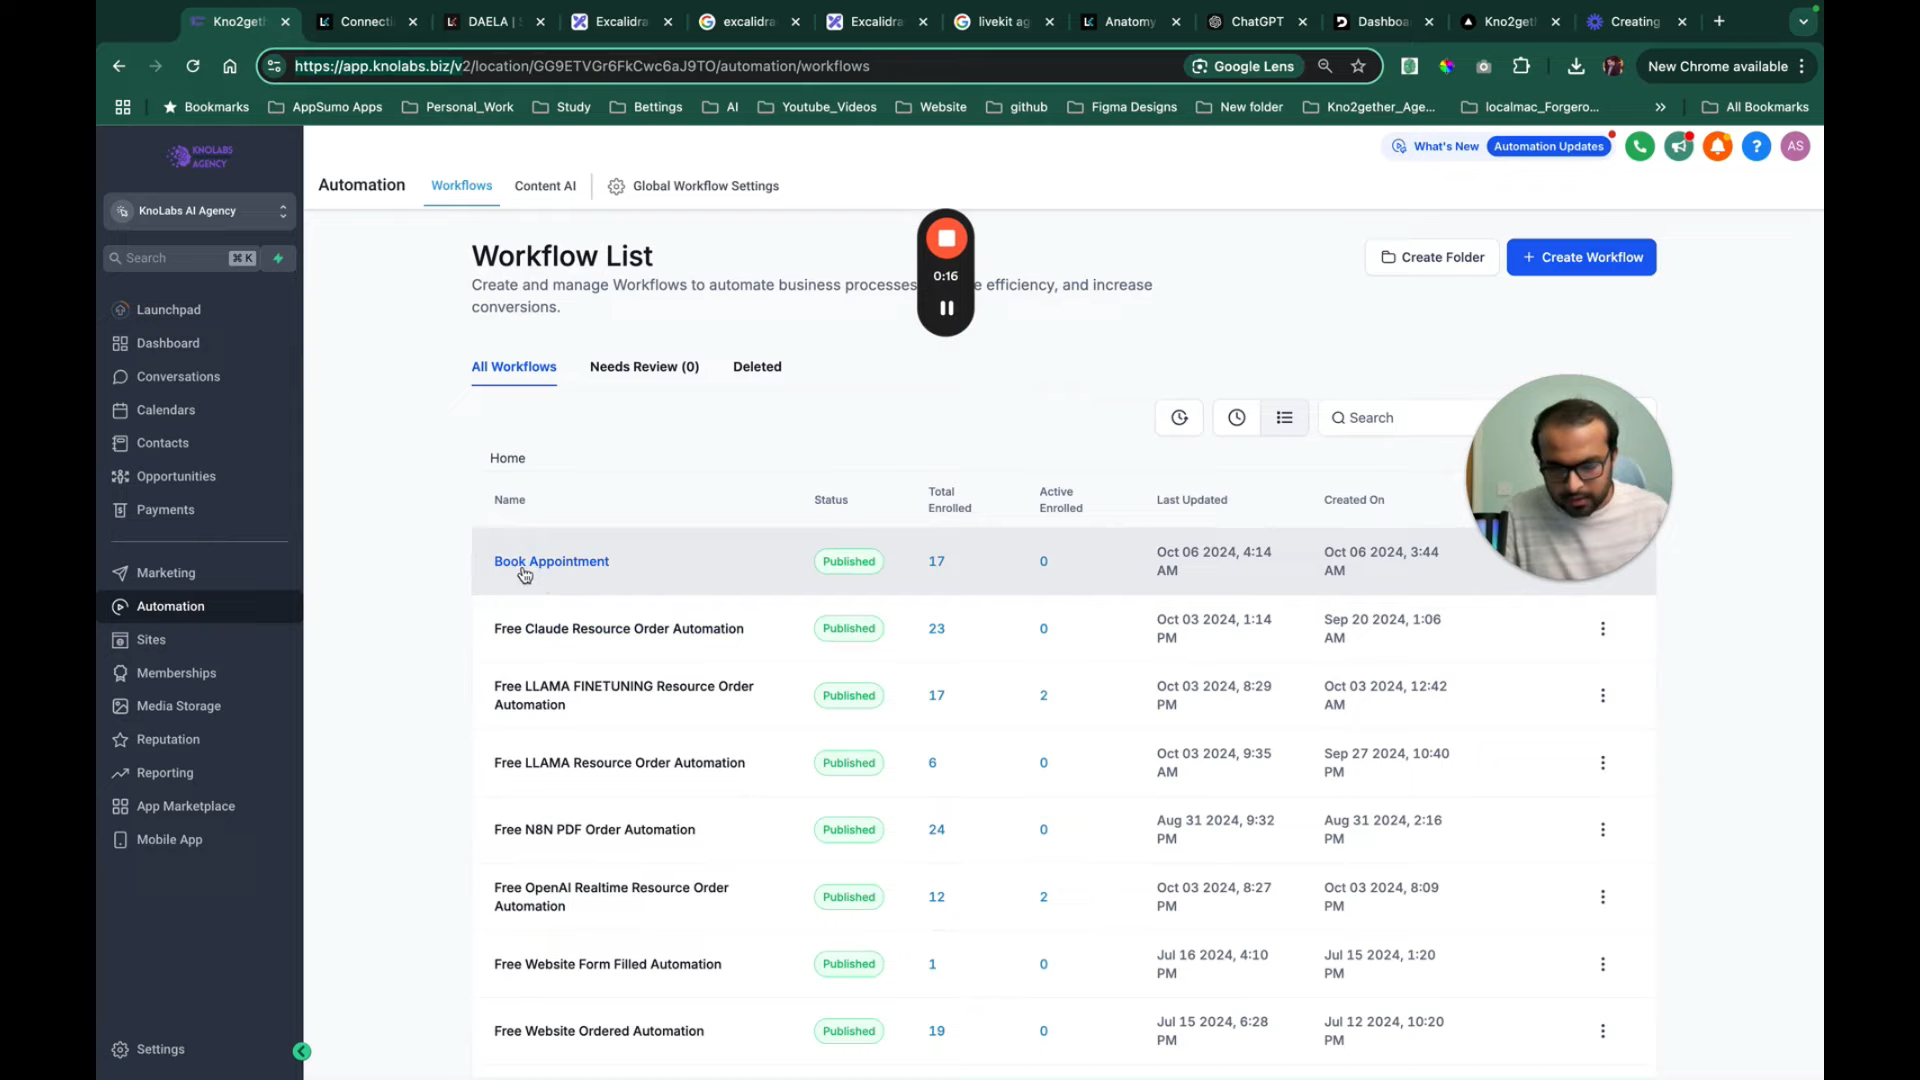 Kno2get
Connecti
DAELA | S
Excalidra
excalidra
Excalidra
livekit ag
Anatomy
ChatGPT
Dashboa
Kno2get
Creating
https://app.knolabs.biz/v2/location/GG9ETVGr6FkCwc6aJ9TO/automation/workflows
Google Lens
New Chrome available
Bookmarks
AppSumo Apps
Personal_Work
Study
Bettings
AI
Youtube_Videos
Website
github
Figma Designs
New folder
Kno2gether_Age...
localmac_Forgero...
»
All Bookmarks
KNOLABS
AGENCY
What's New
Automation Updates
AS
Automation
Workflows
Content AI
Global Workflow Settings
KnoLabs AI Agency
Search
⌘ K
Launchpad
Dashboard
Conversations
Calendars
Contacts
Opportunities
Payments
Marketing
Automation
Sites
Memberships
Media Storage
Reputation
Reporting
App Marketplace
Mobile App
Settings
Workflow List
Create and manage Workflows to automate business processes efficiency, and increase
conversions.
0:16
Create Folder
+ Create Workflow
All Workflows
Needs Review (0)
Deleted
Search
Home
Name Status Total Enrolled Active Enrolled Last Updated Created On
Book Appointment Published 17 0 Oct 06 2024, 4:14 AM Oct 06 2024, 3:44 AM
Free Claude Resource Order Automation Published 23 0 Oct 03 2024, 1:14 PM Sep 20 2024, 1:06 AM
Free LLAMA FINETUNING Resource Order Automation Published 17 2 Oct 03 2024, 8:29 PM Oct 03 2024, 12:42 AM
Free LLAMA Resource Order Automation Published 6 0 Oct 03 2024, 9:35 AM Sep 27 2024, 10:40 PM
Free N8N PDF Order Automation Published 24 0 Aug 31 2024, 9:32 PM Aug 31 2024, 2:16 PM
Free OpenAI Realtime Resource Order Automation Published 12 2 Oct 03 2024, 8:27 PM Oct 03 2024, 8:09 PM
Free Website Form Filled Automation Published 1 0 Jul 16 2024, 4:10 PM Jul 15 2024, 1:20 PM
Free Website Ordered Automation Published 19 0 Jul 15 2024, 6:28 PM Jul 12 2024, 10:20 PM